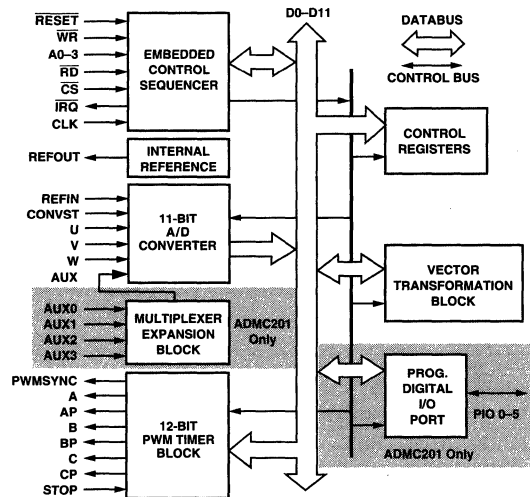 RESET
WR
A0–3
RD
CS
IRQ
CLK
EMBEDDED
CONTROL
SEQUENCER
D0–D11
DATABUS
CONTROL BUS
REFOUT
INTERNAL
REFERENCE
CONTROL
REGISTERS
REFIN
CONVST
U
V
W
AUX
11-BIT
A/D
CONVERTER
VECTOR
TRANSFORMATION
BLOCK
AUX0
AUX1
AUX2
AUX3
MULTIPLEXER
EXPANSION
BLOCK
ADMC201
Only
PWMSYNC
A
AP
B
BP
C
CP
STOP
12-BIT
PWM TIMER
BLOCK
PROG.
DIGITAL
I/O
PORT
PIO 0–5
ADMC201 Only